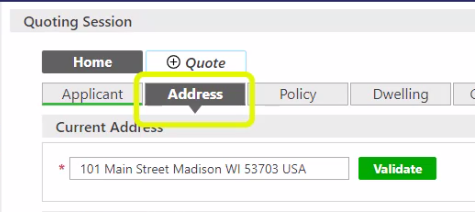 Quoting Session
Home Quote
Applicant Address Policy Dwelling
Current Address
* 101 Main Street Madison WI 53703 USA Validate